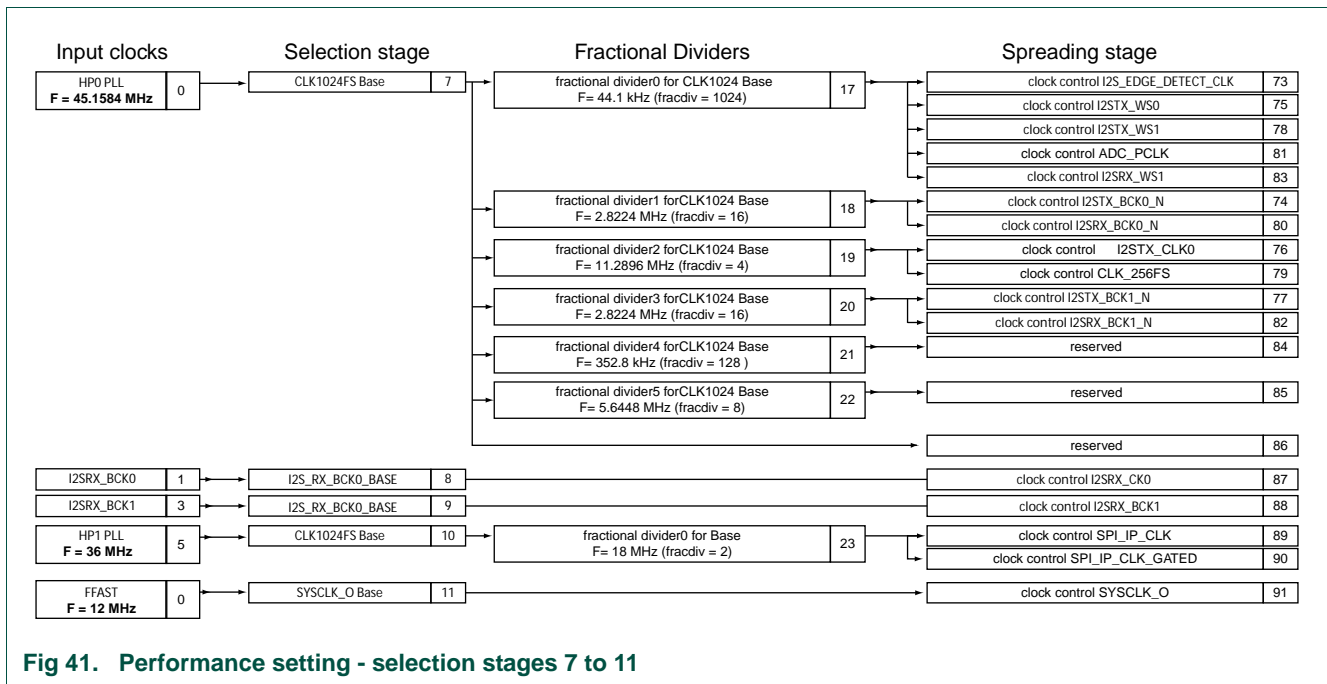 Input clocks
Selection stage
Fractional Dividers
Spreading stage
HP0 PLL
F = 45.1584 MHz
0
CLK1024FS Base
7
fractional divider0 for CLK1024 Base
F= 44.1 kHz (fracdiv = 1024)
17
clock control I2S_EDGE_DETECT_CLK
73
clock control I2STX_WS0
75
clock control I2STX_WS1
78
clock control ADC_PCLK
81
clock control I2SRX_WS1
83
fractional divider1 forCLK1024 Base
F= 2.8224 MHz (fracdiv = 16)
18
clock control I2STX_BCK0_N
74
clock control I2SRX_BCK0_N
80
fractional divider2 forCLK1024 Base
F= 11.2896 MHz (fracdiv = 4)
19
clock control I2STX_CLK0
76
clock control CLK_256FS
79
fractional divider3 forCLK1024 Base
F= 2.8224 MHz (fracdiv = 16)
20
clock control I2STX_BCK1_N
77
clock control I2SRX_BCK1_N
82
fractional divider4 forCLK1024 Base
F= 352.8 kHz (fracdiv = 128 )
21
reserved
84
fractional divider5 forCLK1024 Base
F= 5.6448 MHz (fracdiv = 8)
22
reserved
85
reserved
86
I2SRX_BCK0
1
I2S_RX_BCK0_BASE
8
clock control I2SRX_CK0
87
I2SRX_BCK1
3
I2S_RX_BCK0_BASE
9
clock control I2SRX_BCK1
88
HP1 PLL
F = 36 MHz
5
CLK1024FS Base
10
fractional divider0 for Base
F= 18 MHz (fracdiv = 2)
23
clock control SPI_IP_CLK
89
clock control SPI_IP_CLK_GATED
90
FFAST
F = 12 MHz
0
SYSCLK_O Base
11
clock control SYSCLK_O
91
Fig 41. Performance setting - selection stages 7 to 11